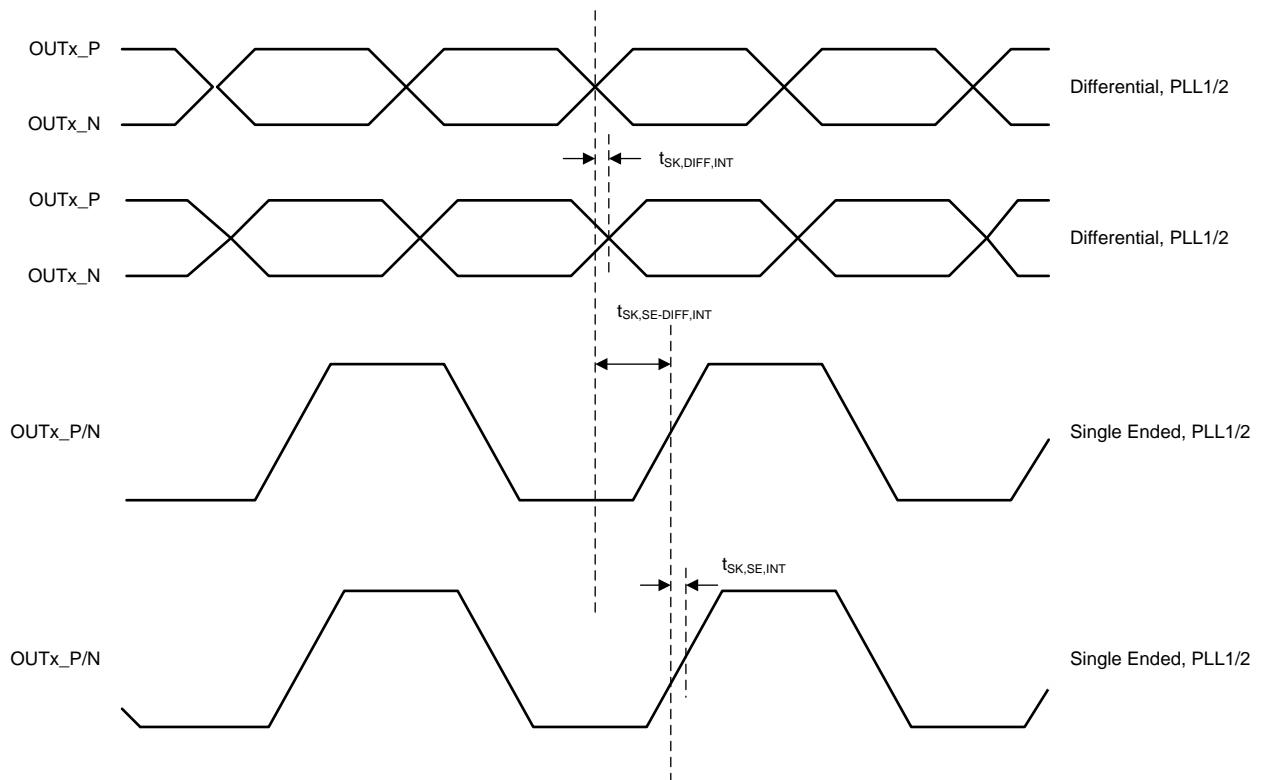 OUTx_P
Differential, PLL1/2
OUTx_N
tSK,DIFF,INT
OUTx_P
Differential, PLL1/2
OUTx_N
tSK,SE-DIFF,INT
OUTx_P/N
Single Ended, PLL1/2
tSK,SE,INT
OUTx_P/N
Single Ended, PLL1/2